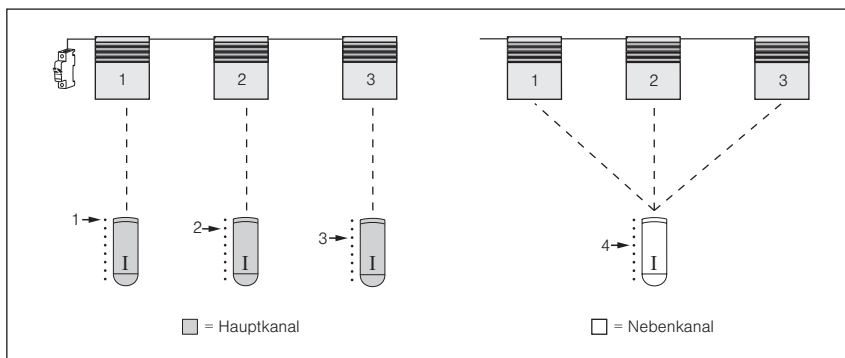 1 2 3 1 2 3
1
I
2
I
3
I
4
I
= Hauptkanal
= Nebenkanal